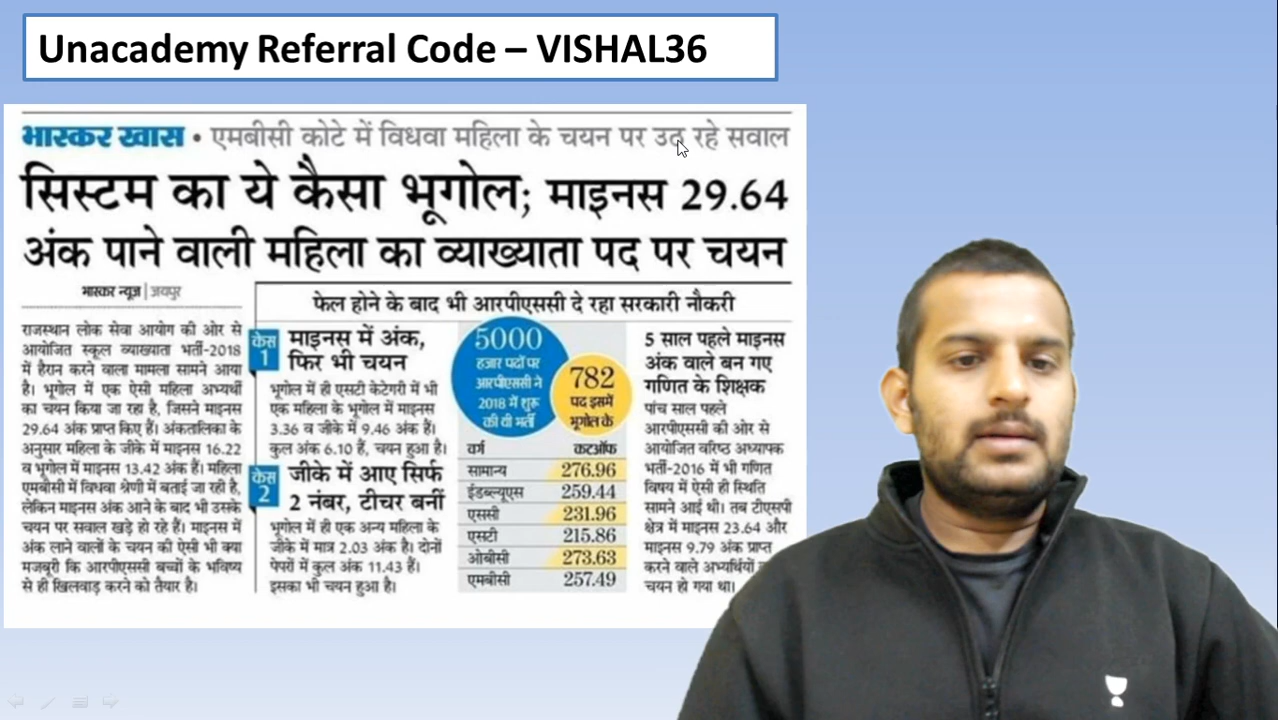 Unacademy Referral Code – VISHAL36
भास्कर खास • एमबीसी कोटे में विधवा महिला के चयन पर उठ रहे सवाल
सिस्टम का ये कैसा भूगोल; माइनस 29.64
अंक पाने वाली महिला का व्याख्याता पद पर चयन
भास्कर न्यूज | जयपुर
राजस्थान लोक सेवा आयोग की ओर से
आयोजित स्कूल व्याख्याता भर्ती-2018
में हैरान करने वाला मामला सामने आया
है। भूगोल में एक ऐसी महिला अभ्यर्थी
का चयन किया जा रहा है, जिसने माइनस
29.64 अंक प्राप्त किए हैं। अंकतालिका के
अनुसार महिला के जीके में माइनस 16.22
व भूगोल में माइनस 13.42 अंक हैं। महिला
एमबीसी में विधवा श्रेणी में बताई जा रही है,
लेकिन माइनस अंक आने के बाद भी उसके
चयन पर सवाल खड़े हो रहे हैं। माइनस में
अंक लाने वालों के चयन की ऐसी भी क्या
मजबूरी कि आरपीएससी बच्चों के भविष्य
से ही खिलवाड़ करने को तैयार है।
फेल होने के बाद भी आरपीएससी दे रहा सरकारी नौकरी
केस 1
माइनस में अंक,
फिर भी चयन
भूगोल में ही एसटी केटेगरी में भी
एक महिला के भूगोल में माइनस
3.36 व जीके में 9.46 अंक हैं।
कुल अंक 6.10 हैं, चयन हुआ है।
केस 2
जीके में आए सिर्फ
2 नंबर, टीचर बनीं
भूगोल में ही एक अन्य महिला के
जीके में मात्र 2.03 अंक है। दोनों
पेपरों में कुल अंक 11.43 हैं।
इसका भी चयन हुआ है।
5000
हजार पदों पर
आरपीएससी ने
2018 में शुरू
की थी भर्ती
782
पद इसमें
भूगोल के
वर्ग कटऑफ
सामान्य 276.96
ईडब्ल्यूएस 259.44
एससी 231.96
एसटी 215.86
ओबीसी 273.63
एमबीसी 257.49
5 साल पहले माइनस
अंक वाले बन गए
गणित के शिक्षक
पांच साल पहले
आरपीएससी की ओर से
आयोजित वरिष्ठ अध्यापक
भर्ती-2016 में भी गणित
विषय में ऐसी ही स्थिति
सामने आई थी। तब टीएसपी
क्षेत्र में माइनस 23.64 और
माइनस 9.79 अंक प्राप्त
करने वाले अभ्यर्थियों
चयन हो गया था।